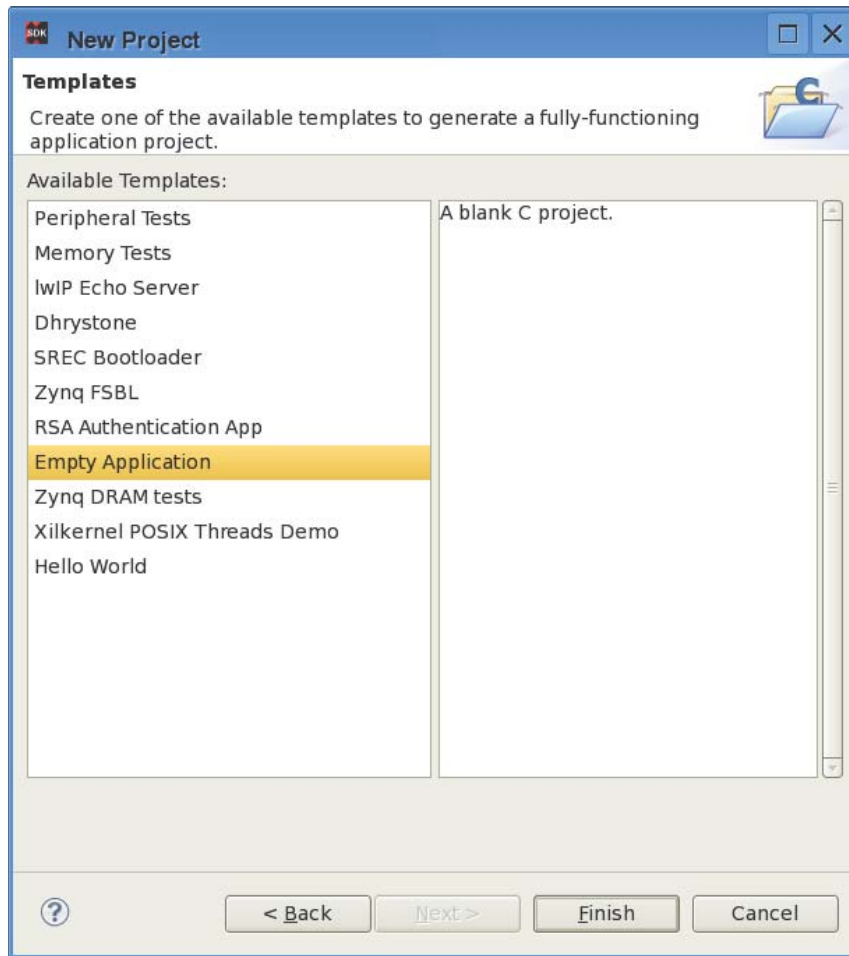 SDK
New Project
Templates
Create one of the available templates to generate a fully-functioning
application project.
C
Available Templates:
Peripheral Tests
Memory Tests
lwIP Echo Server
Dhrystone
SREC Bootloader
Zynq FSBL
RSA Authentication App
Empty Application
Zynq DRAM tests
Xilkernel POSIX Threads Demo
Hello World
A blank C project.
?
< Back
Next >
Finish
Cancel